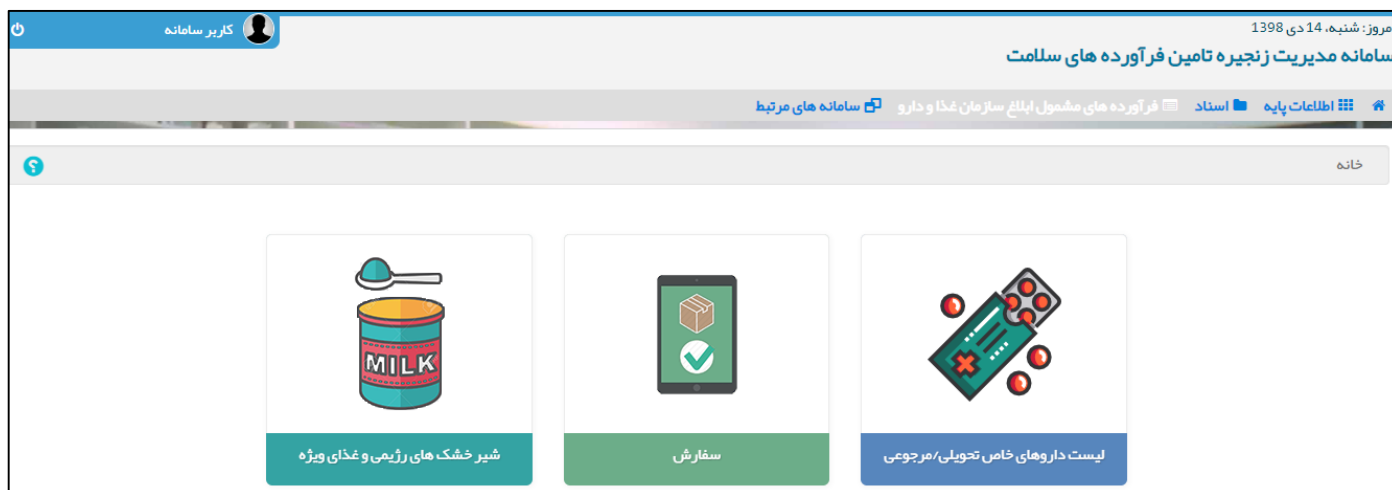 مروز: شنبه، 14 دی 1398
کاربر سامانه
سامانه مدیریت زنجیره تامین فرآورده های سلامت
اطلاعات پایه اسناد فرآورده های مشمول ابلاغ سازمان غذا و دارو سامانه های مرتبط
خانه
MILK
لیست داروهای خاص تحویلی/مرجوعی
سفارش
شیر خشک های رژیمی و غذای ویژه